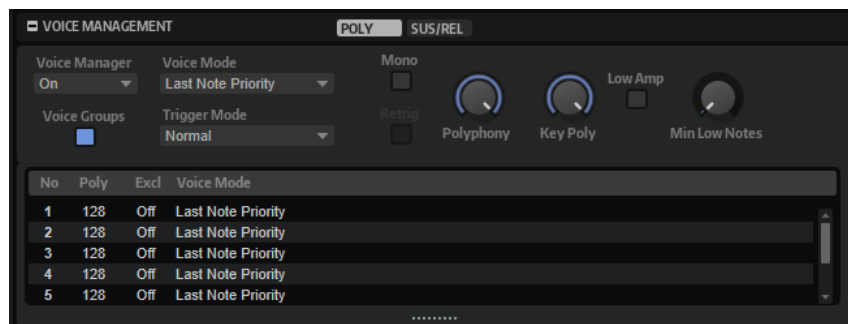 VOICE MANAGEMENT POLY SUS/REL
Voice Manager Voice Mode Mono
On Last Note Priority Low Amp
Voice Groups Trigger Mode Retrig
Normal Polyphony Key Poly Min Low Notes
No Poly Excl Voice Mode
1 128 Off Last Note Priority
2 128 Off Last Note Priority
3 128 Off Last Note Priority
4 128 Off Last Note Priority
5 128 Off Last Note Priority